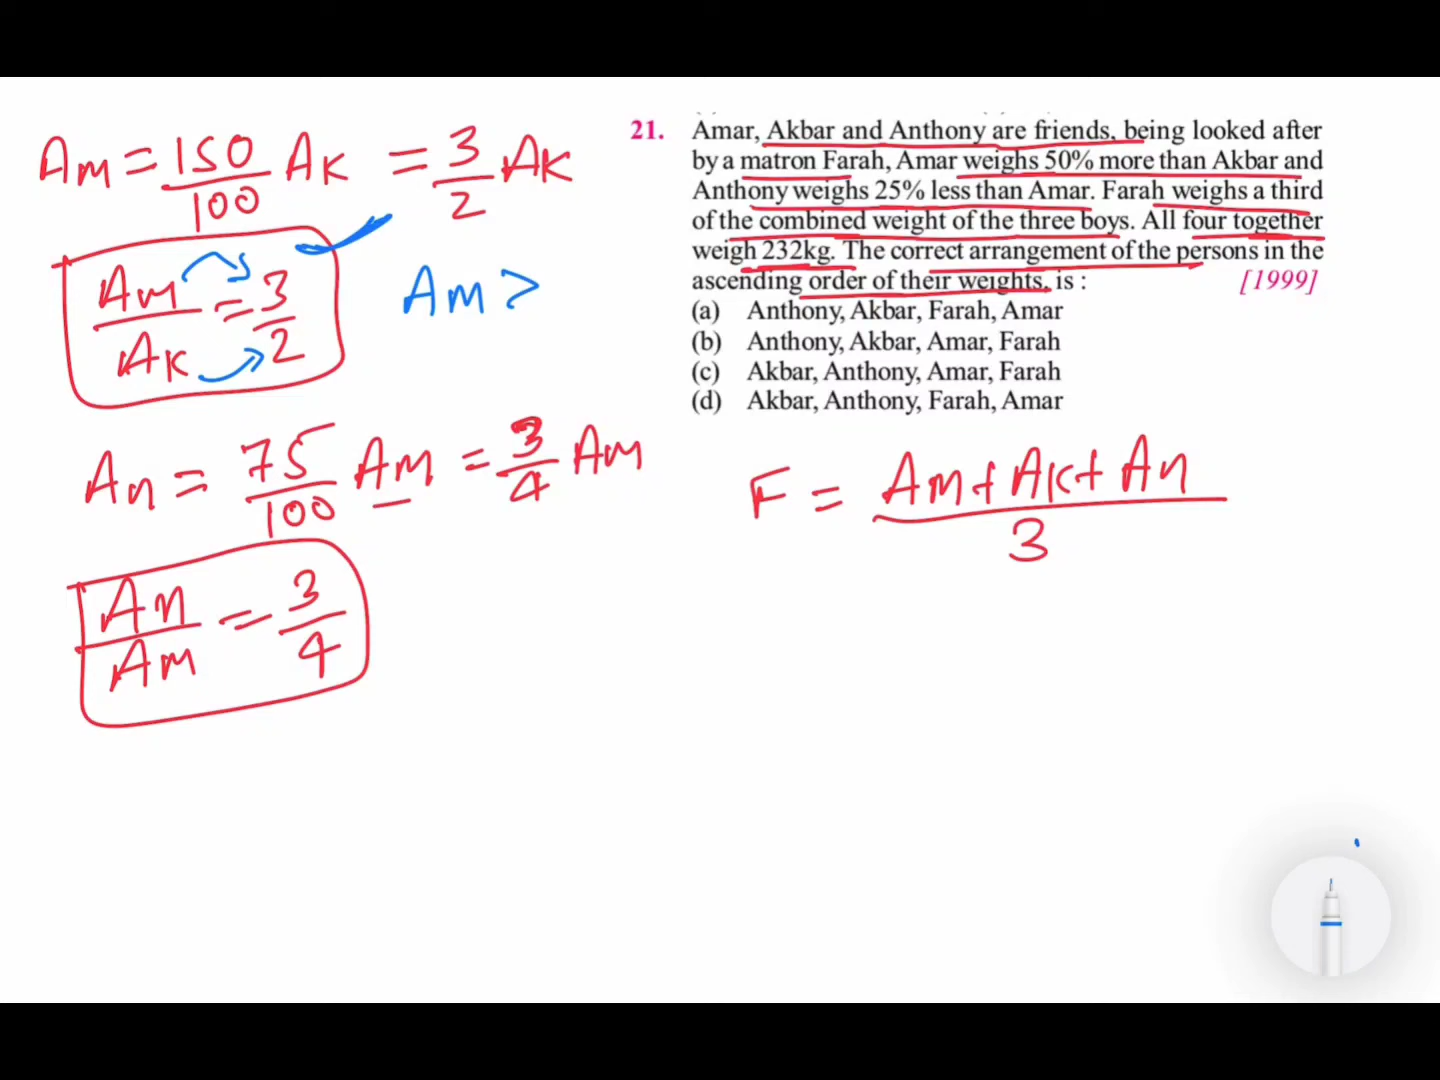 Am = 150/100 Ak = 3/2 Ak
Am/Ak = 3/2
Am >
An = 75/100 Am = 3/4 Am
An/Am = 3/4
21. Amar, Akbar and Anthony are friends, being looked after
by a matron Farah, Amar weighs 50% more than Akbar and
Anthony weighs 25% less than Amar. Farah weighs a third
of the combined weight of the three boys. All four together
weigh 232kg. The correct arrangement of the persons in the
ascending order of their weights, is : [1999]
(a) Anthony, Akbar, Farah, Amar
(b) Anthony, Akbar, Amar, Farah
(c) Akbar, Anthony, Amar, Farah
(d) Akbar, Anthony, Farah, Amar
F = Am + Ak + An / 3